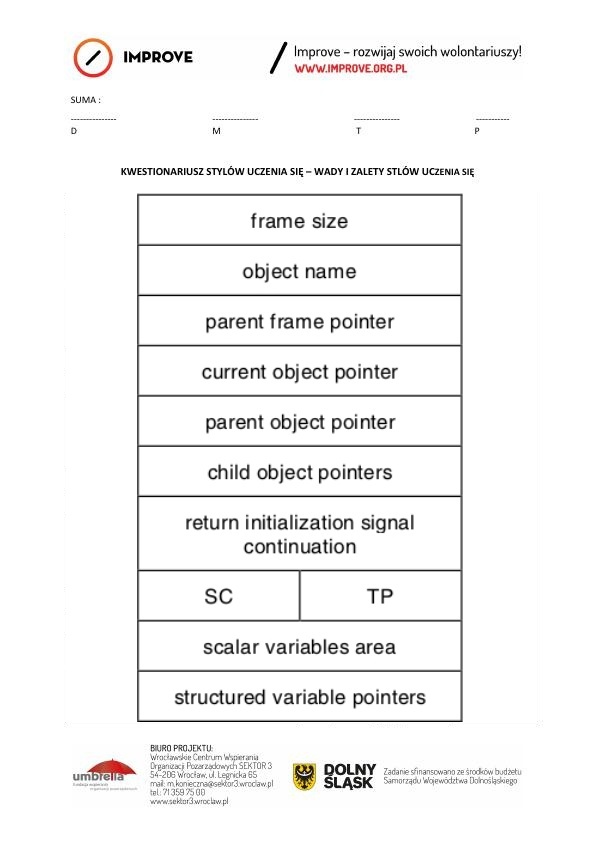 IMPROVE
Improve – rozwijaj swoich wolontariuszy!
WWW.IMPROVE.ORG.PL
SUMA :
--------------- --------------- --------------- -----------
D M T P
KWESTIONARIUSZ STYLÓW UCZENIA SIĘ – WADY I ZALETY STLÓW UCZENIA SIĘ
frame size
object name
parent frame pointer
current object pointer
parent object pointer
child object pointers
return initialization signal
continuation
SC TP
scalar variables area
structured variable pointers
umbrella
fundacja wspierania
organizacji pozarządowych
BIURO PROJEKTU:
Wrocławskie Centrum Wspierania
Organizacji Pozarządowych SEKTOR 3
54-206 Wrocław, ul. Legnicka 65
mail: m.konieczna@sektor3.wroclaw.pl
tel.: 71 359 75 00
www.sektor3.wroclaw.pl
DOLNY
ŚLĄSK
Zadanie sfinansowano ze środków budżetu
Samorządu Województwa Dolnośląskiego